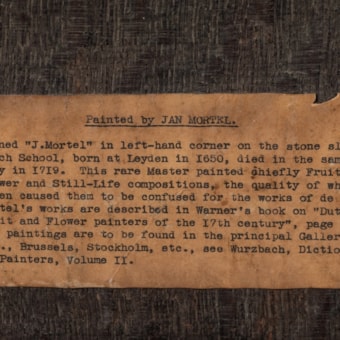 Painted by JAN MORTEL.
ned "J.Mortel" in left-hand corner on the stone sl
ch School, born at Leyden in 1650, died in the same
y in 1719. This rare Master painted chiefly Fruit
wer and Still-Life compositions, the quality of wh
en caused them to be confused for the works of de
tel's works are described in Warner's book on "Dut
it and Flower painters of the 17th century", page
paintings are to be found in the principal Galler
., Brussels, Stockholm, etc., see Wurzbach, Diction
Painters, Volume II.